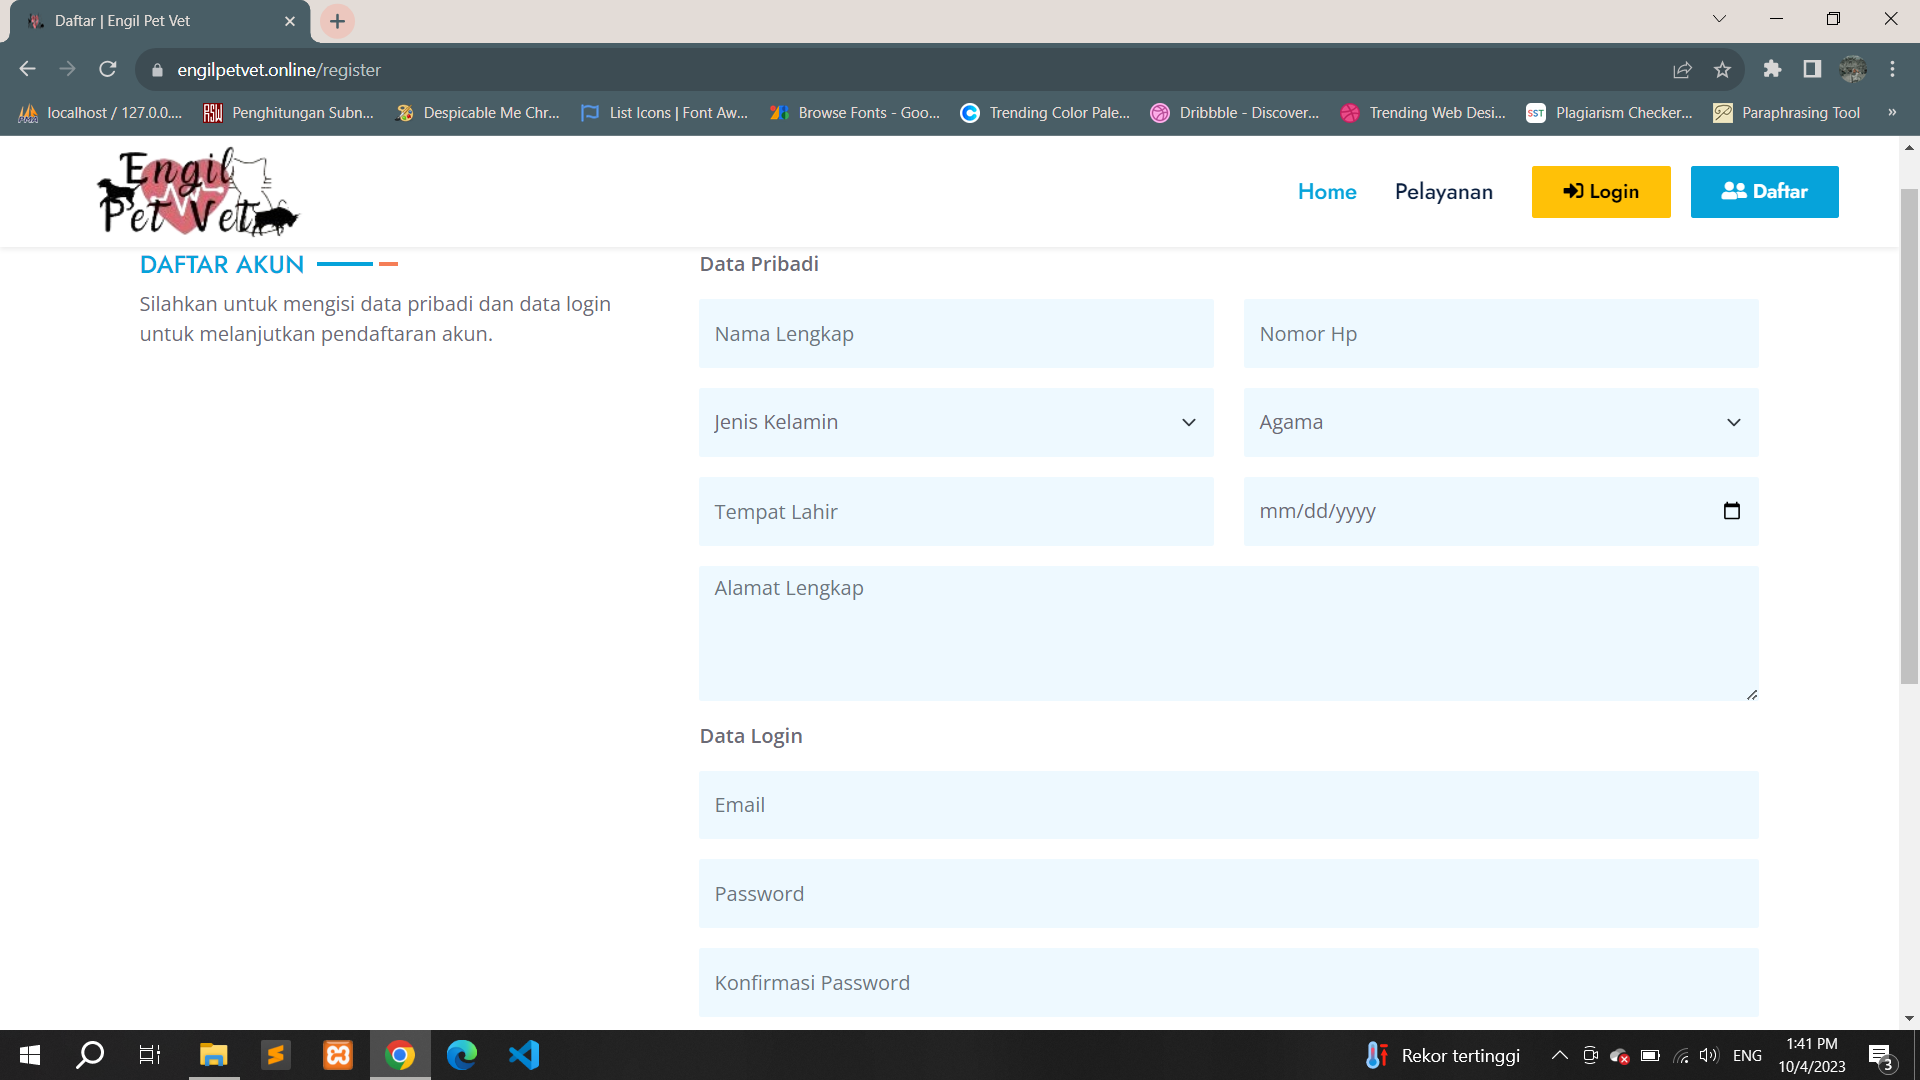 Daftar | Engil Pet Vet
engilpetvet.online/register
localhost / 127.0.0....
Penghitungan Subn...
Despicable Me Chr...
List Icons | Font Aw...
Browse Fonts - Goo...
Trending Color Pale...
Dribbble - Discover...
Trending Web Desi...
SST
Plagiarism Checker...
Paraphrasing Tool
»
Engil
Pet Vet
Home
Pelayanan
Login
Daftar
DAFTAR AKUN
Silahkan untuk mengisi data pribadi dan data login
untuk melanjutkan pendaftaran akun.
Data Pribadi
Nama Lengkap
Nomor Hp
Jenis Kelamin
Agama
Tempat Lahir
mm/dd/yyyy
Alamat Lengkap
Data Login
Email
Password
Konfirmasi Password
Rekor tertinggi
ENG
1:41 PM
10/4/2023
3